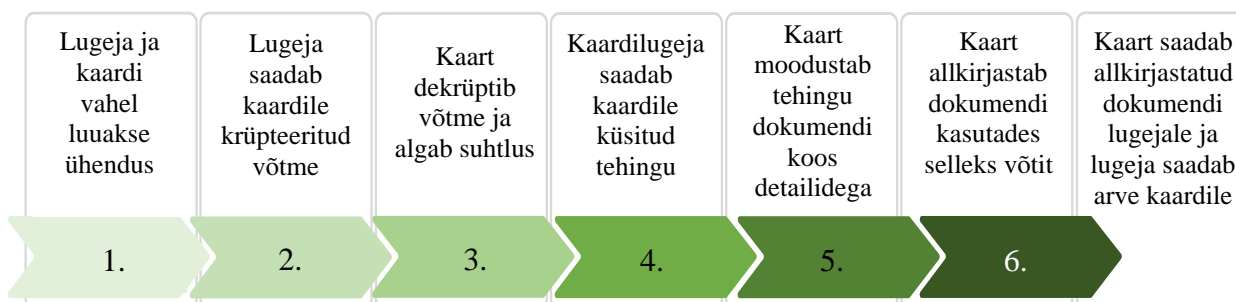 Lugeja ja
kaardi
vahel
luuakse
ühendus
Lugeja
saadab
kaardile
krüpteeritud
võtme
Kaart
dekrüptib
võtme ja
algab suhtlus
Kaardilugeja
saadab
kaardile
küsitud
tehingu
Kaart
moodustab
tehingu
dokumendi
koos
detailidega
Kaart
allkirjastab
dokumendi
kasutades
selleks võtit
Kaart saadab
allkirjastatud
dokumendi
lugejale ja
lugeja saadab
arve kaardile
1.
2.
3.
4.
5.
6.